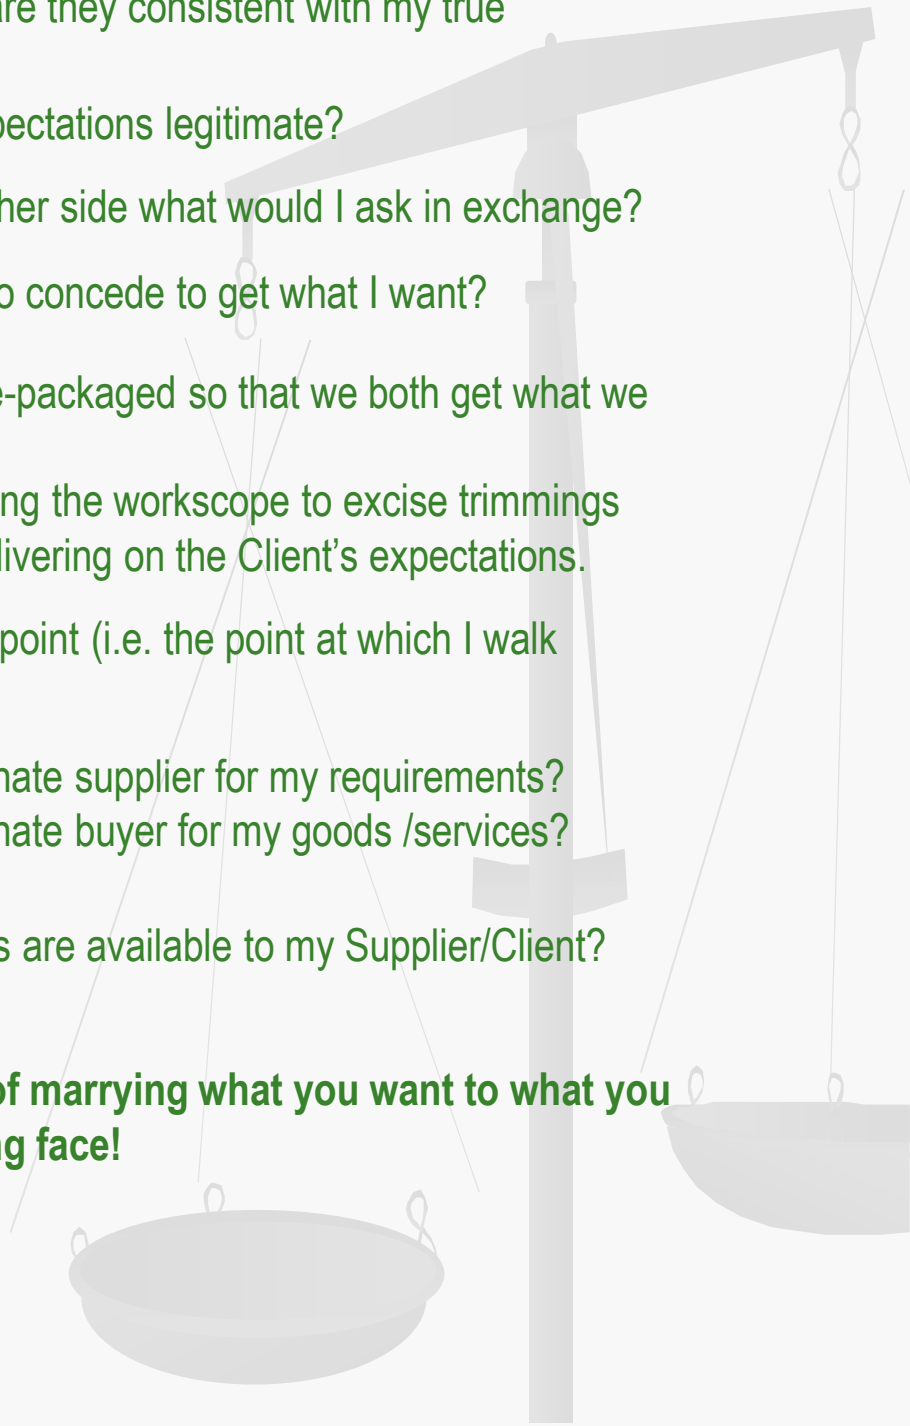 are they consistent with my true
pectations legitimate?
her side what would I ask in exchange?
o concede to get what I want?
e-packaged so that we both get what we
ng the workscope to excise trimmings
livering on the Client’s expectations.
point (i.e. the point at which I walk
nate supplier for my requirements?
nate buyer for my goods /services?
s are available to my Supplier/Client?
of marrying what you want to what you
ng face!